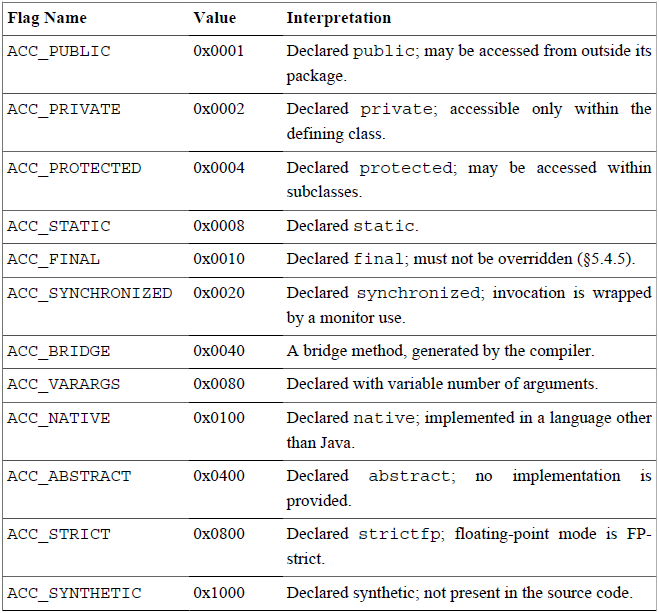 Flag Name Value Interpretation
ACC_PUBLIC 0x0001 Declared public; may be accessed from outside its
package.
ACC_PRIVATE 0x0002 Declared private; accessible only within the
defining class.
ACC_PROTECTED 0x0004 Declared protected; may be accessed within
subclasses.
ACC_STATIC 0x0008 Declared static.
ACC_FINAL 0x0010 Declared final; must not be overridden (§5.4.5).
ACC_SYNCHRONIZED 0x0020 Declared synchronized; invocation is wrapped
by a monitor use.
ACC_BRIDGE 0x0040 A bridge method, generated by the compiler.
ACC_VARARGS 0x0080 Declared with variable number of arguments.
ACC_NATIVE 0x0100 Declared native; implemented in a language other
than Java.
ACC_ABSTRACT 0x0400 Declared abstract; no implementation is
provided.
ACC_STRICT 0x0800 Declared strictfp; floating-point mode is FP-
strict.
ACC_SYNTHETIC 0x1000 Declared synthetic; not present in the source code.